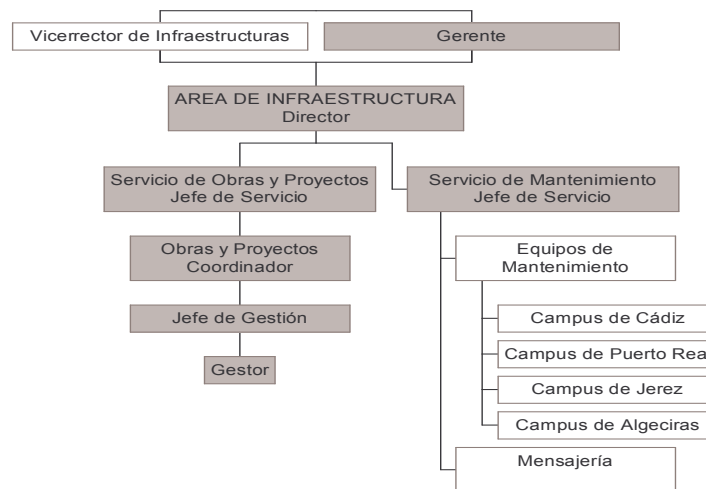 Vicerrector de Infraestructuras
Gerente
AREA DE INFRAESTRUCTURA
Director
Servicio de Obras y Proyectos
Jefe de Servicio
Servicio de Mantenimiento
Jefe de Servicio
Obras y Proyectos
Coordinador
Equipos de
Mantenimiento
Jefe de Gestión
Gestor
Campus de Cádiz
Campus de Puerto Rea
Campus de Jerez
Campus de Algeciras
Mensajería